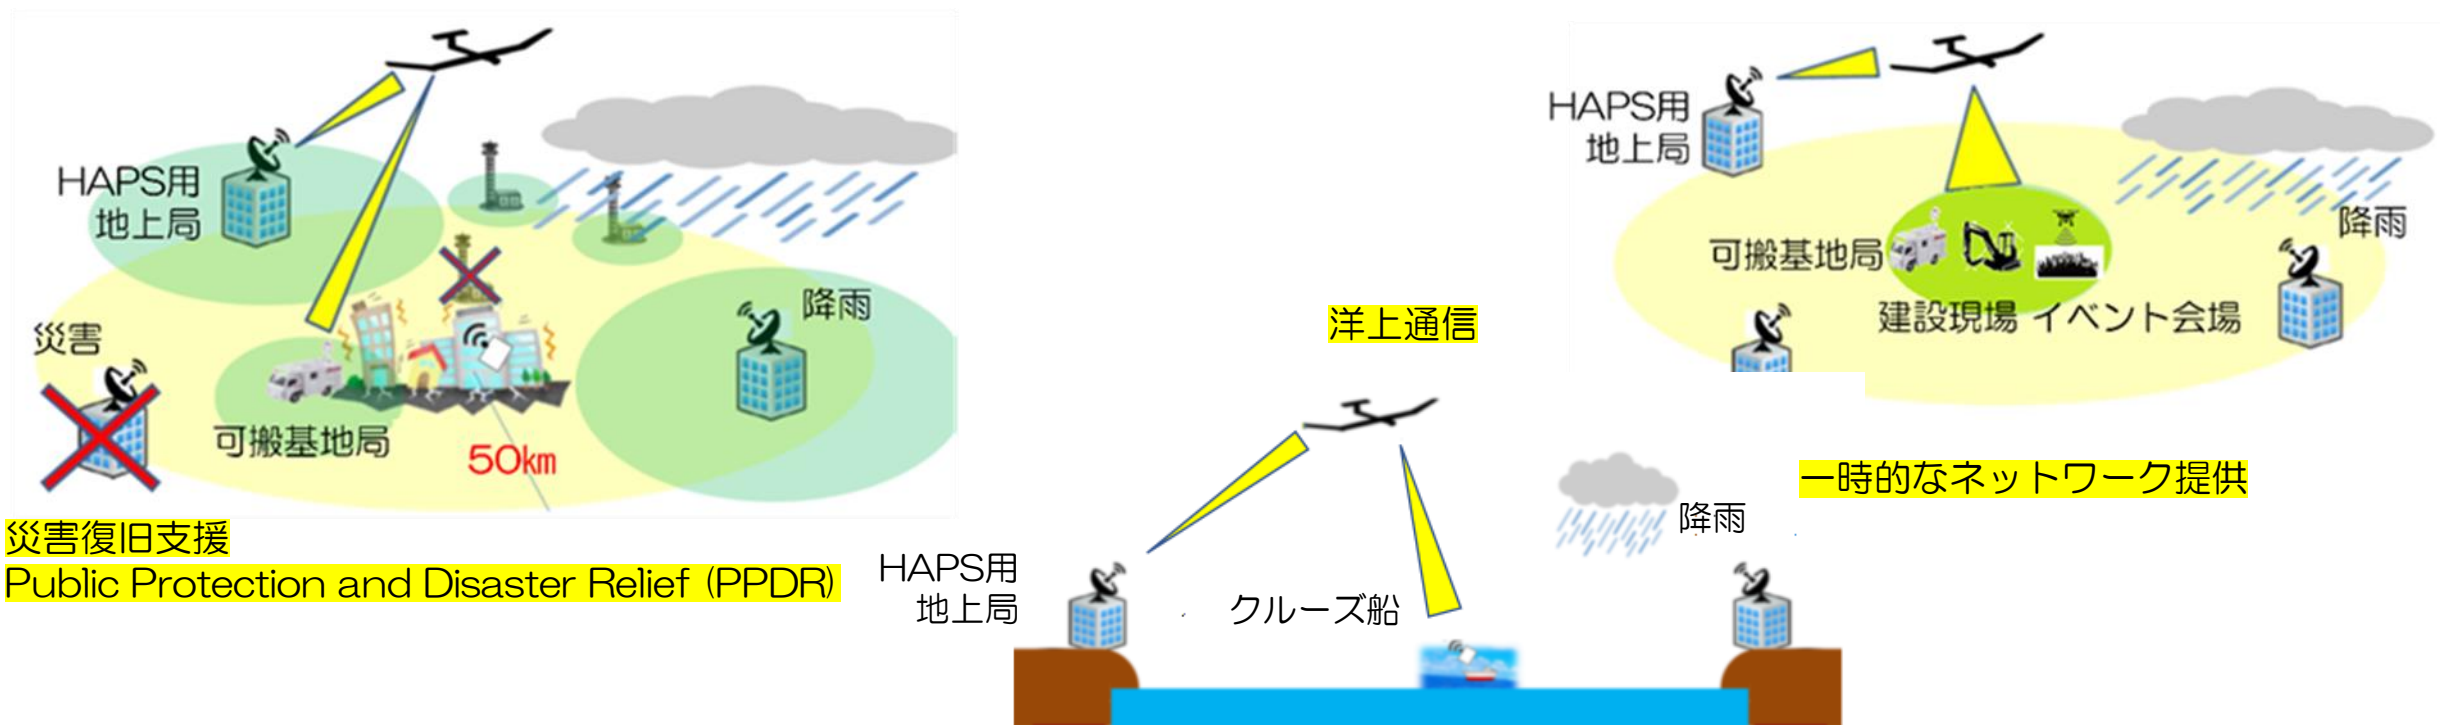 HAPS用
地上局
災害
可搬基地局
50km
降雨
災害復旧支援
Public Protection and Disaster Relief (PPDR)
洋上通信
HAPS用
地上局
クルーズ船
降雨
HAPS用
地上局
可搬基地局
建設現場 イベント会場
降雨
一時的なネットワーク提供